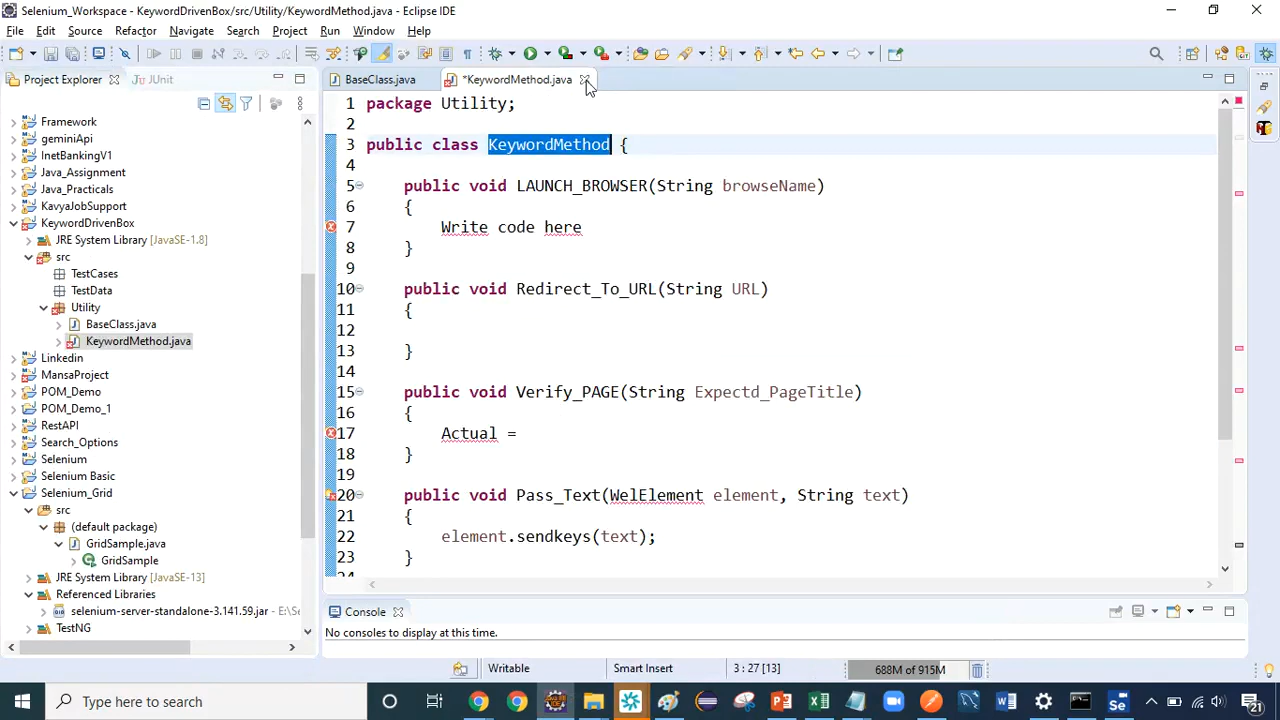 Selenium_Workspace - KeywordDrivenBox/src/Utility/KeywordMethod.java - Eclipse IDE
File Edit Source Refactor Navigate Search Project Run Window Help
Project Explorer JUnit
Framework
geminiApi
InetBankingV1
Java_Assignment
Java_Practicals
KavyaJobSupport
KeywordDrivenBox
JRE System Library [JavaSE-1.8]
src
TestCases
TestData
Utility
BaseClass.java
KeywordMethod.java
Linkedin
MansaProject
POM_Demo
POM_Demo_1
RestAPI
Search_Options
Selenium
Selenium Basic
Selenium_Grid
src
(default package)
GridSample.java
GridSample
JRE System Library [JavaSE-13]
Referenced Libraries
selenium-server-standalone-3.141.59.jar - E:\Se
TestNG
BaseClass.java *KeywordMethod.java
1 package Utility;
2
3 public class KeywordMethod {
4
5 public void LAUNCH_BROWSER(String browseName)
6 {
7 Write code here
8 }
9
10 public void Redirect_To_URL(String URL)
11 {
12
13 }
14
15 public void Verify_PAGE(String Expectd_PageTitle)
16 {
17 Actual =
18 }
19
20 public void Pass_Text(WelElement element, String text)
21 {
22 element.sendkeys(text);
23 }
24
Console
No consoles to display at this time.
Writable Smart Insert 3 : 27 [13] 688M of 915M
Type here to search ENG 21